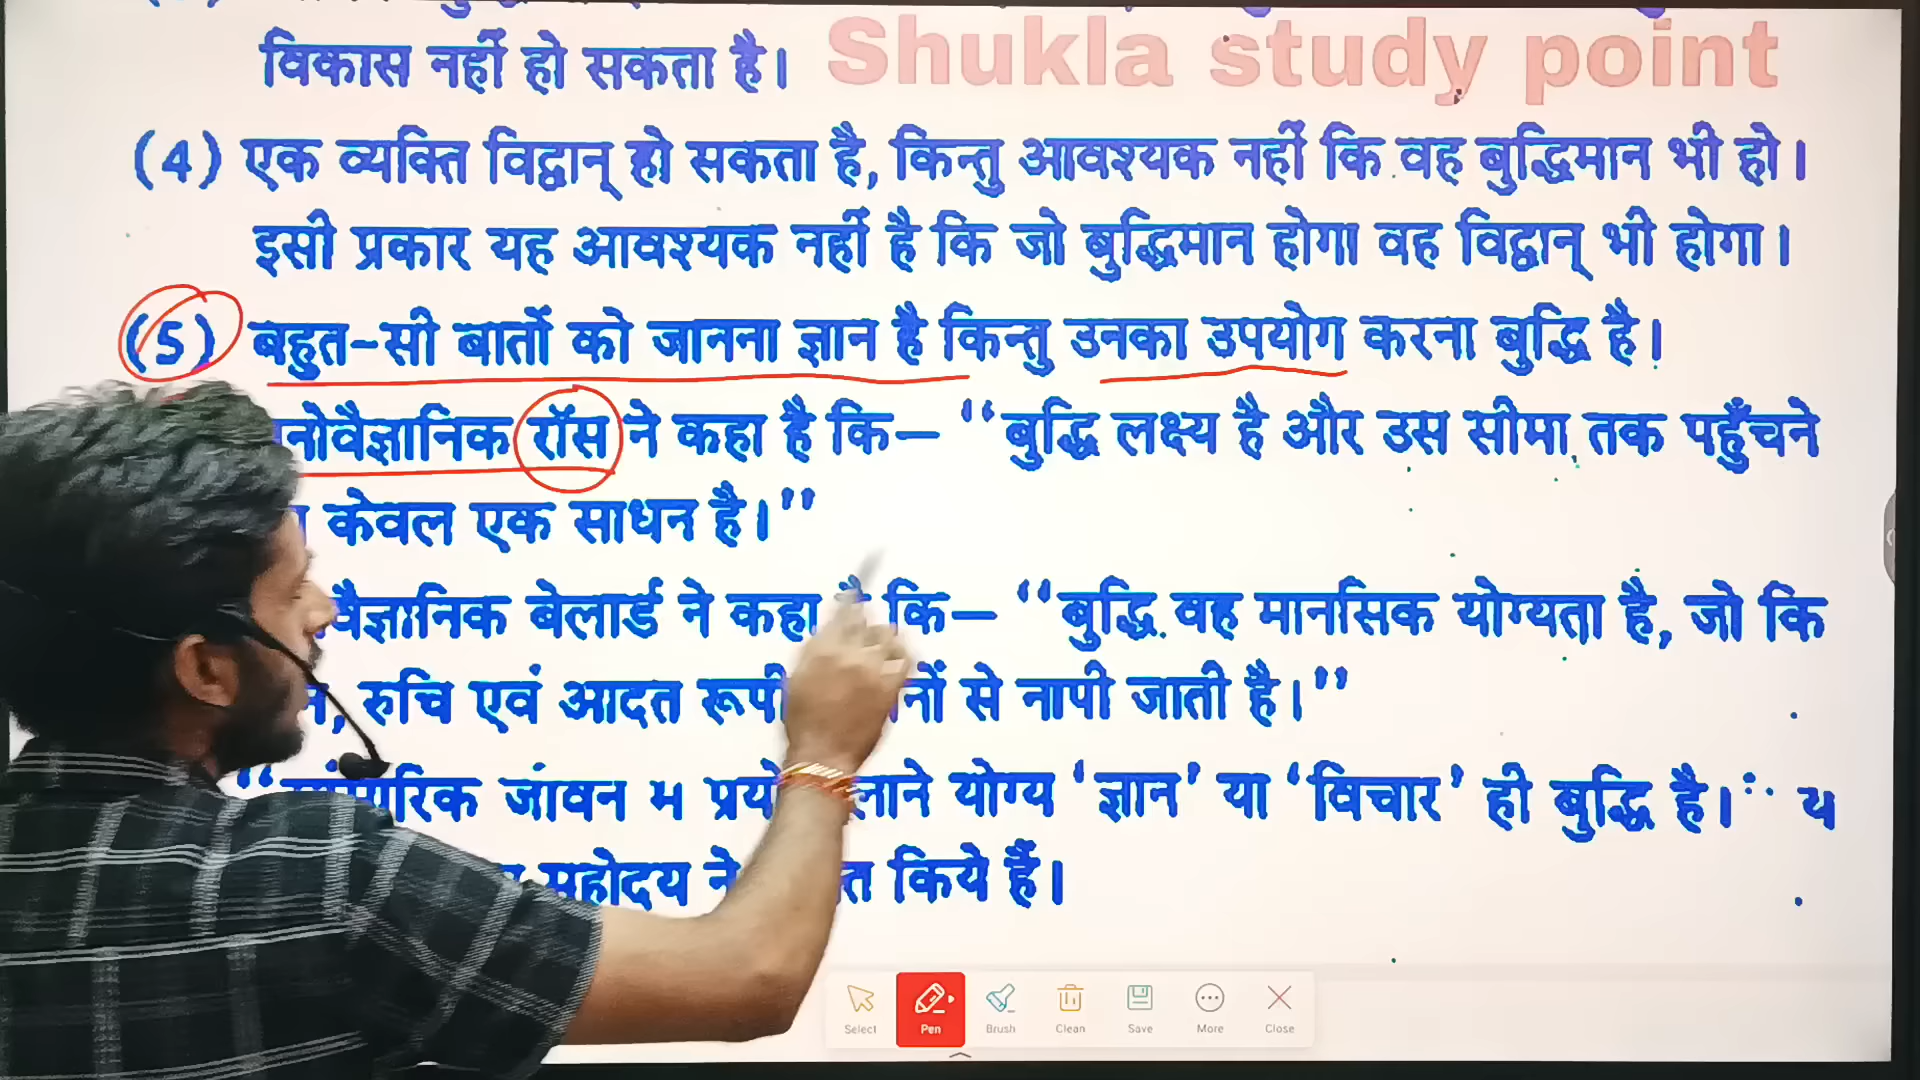 विकास नहीं हो सकता है। Shukla study point
(4) एक व्यक्ति विद्वान् हो सकता है, किन्तु आवश्यक नहीं कि वह बुद्धिमान भी हो।
इसी प्रकार यह आवश्यक नहीं है कि जो बुद्धिमान होगा वह विद्वान् भी होगा।
(5) बहुत-सी बातों को जानना ज्ञान है किन्तु उनका उपयोग करना बुद्धि है।
नोवैज्ञानिक रॉस ने कहा है कि– “बुद्धि लक्ष्य है और उस सीमा तक पहुँचने
केवल एक साधन है।”
वैज्ञानिक बेलार्ड ने कहा है कि– “बुद्धि वह मानसिक योग्यता है, जो कि
रुचि एवं आदत रूपी से नापी जाती है।”
जीवन में लाने योग्य ‘ज्ञान’ या ‘विचार’ ही बुद्धि है।
महोदय ने किये हैं।
Select Pen Brush Clean Save More Close